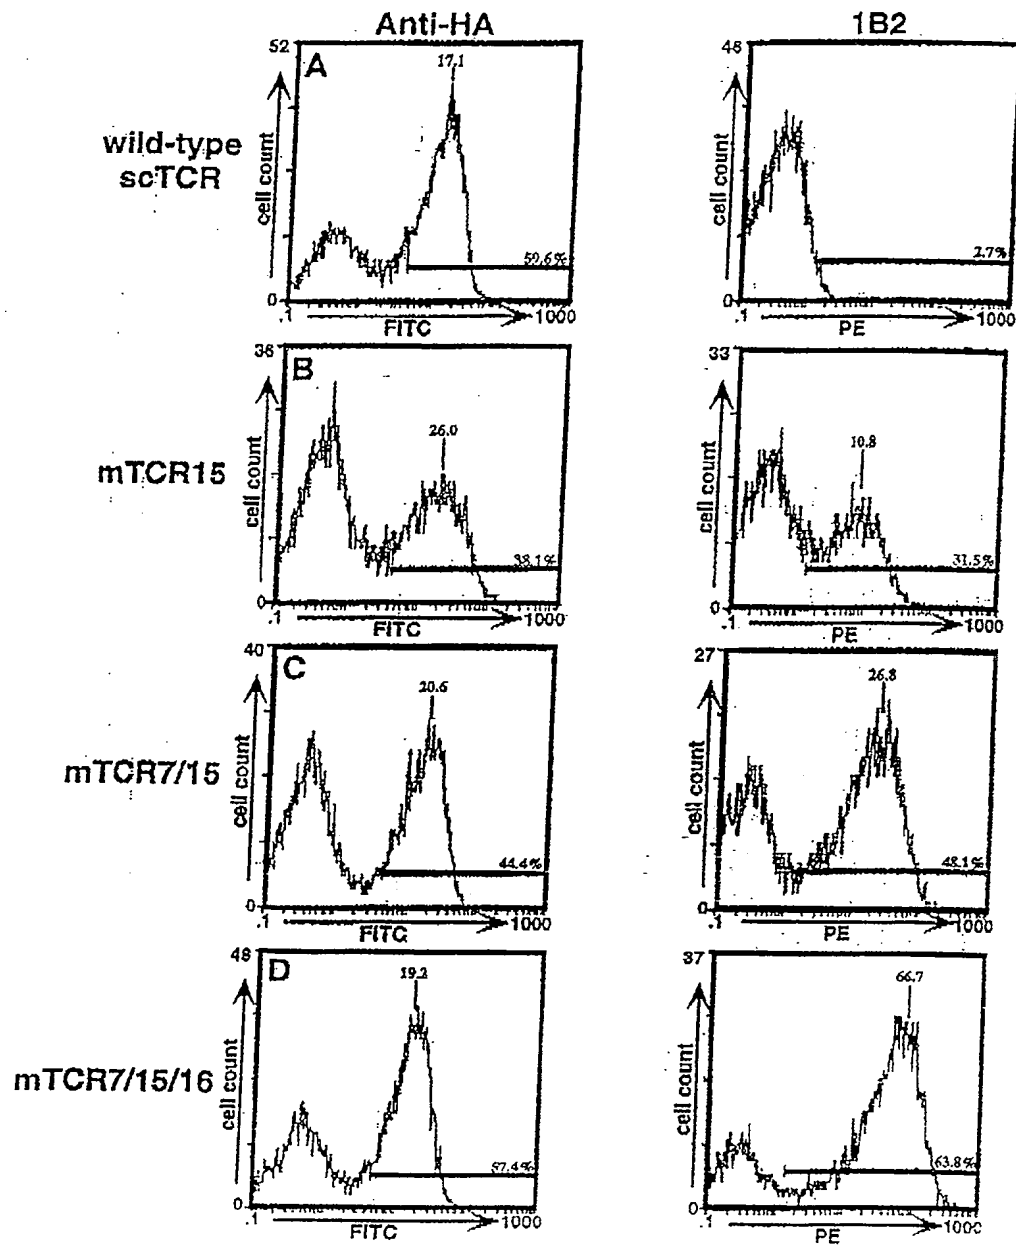 Anti-HA 1B2
wild-type
scTCR
52 A 17.1
cell count
59.6%
0
.1 FITC 1000
48
cell count
2.7%
0
.1 PE 1000
mTCR15
36 B 26.0
cell count
38.1%
0
.1 FITC 1000
33 10.8
cell count
31.5%
0
.1 PE 1000
mTCR7/15
40 C 20.6
cell count
44.4%
0
.1 FITC 1000
27 26.8
cell count
48.1%
0
.1 PE 1000
mTCR7/15/16
48 D 19.2
cell count
57.4%
0
.1 FITC 1000
37 66.7
cell count
63.8%
0
.1 PE 1000